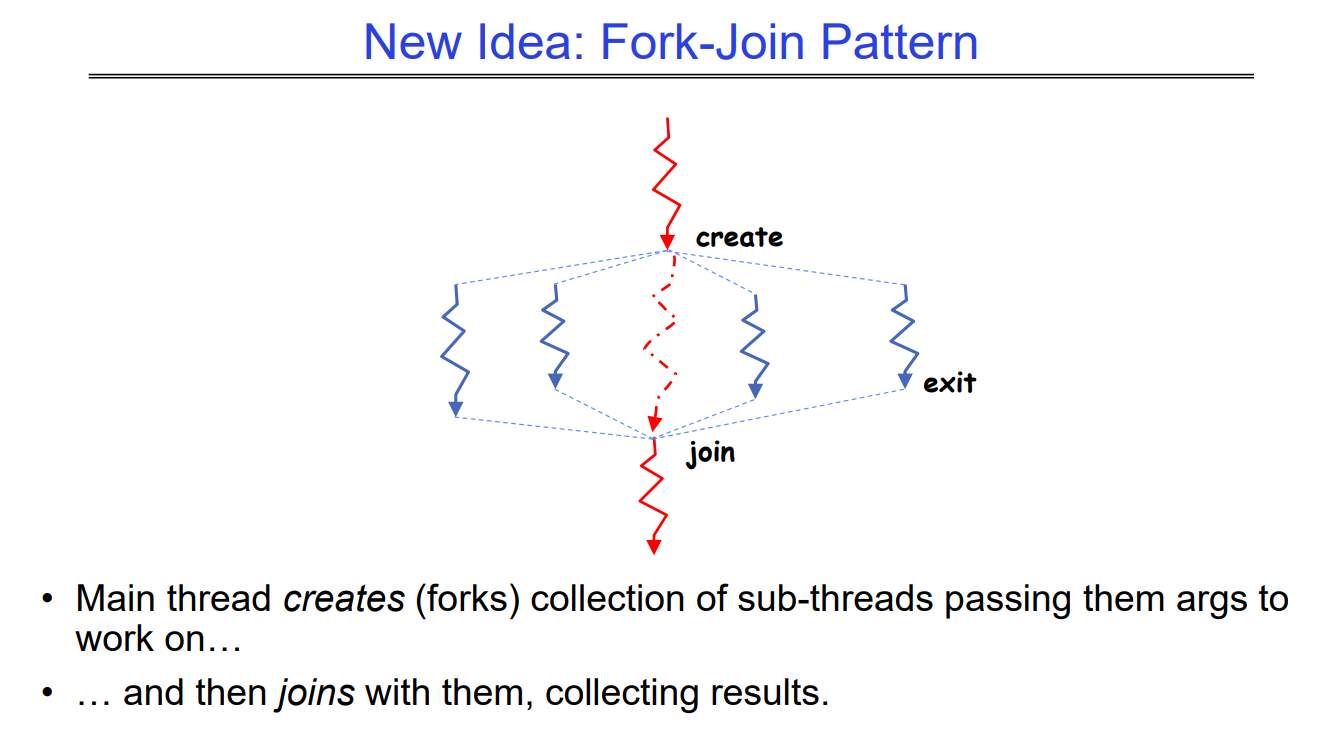 New Idea: Fork-Join Pattern
create
exit
join
• Main thread creates (forks) collection of sub-threads passing them args to
work on…
• … and then joins with them, collecting results.